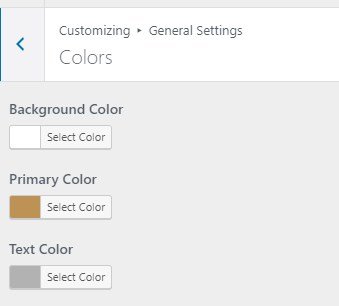 Customizing ▸ General Settings
Colors
Background Color
Select Color
Primary Color
Select Color
Text Color
Select Color